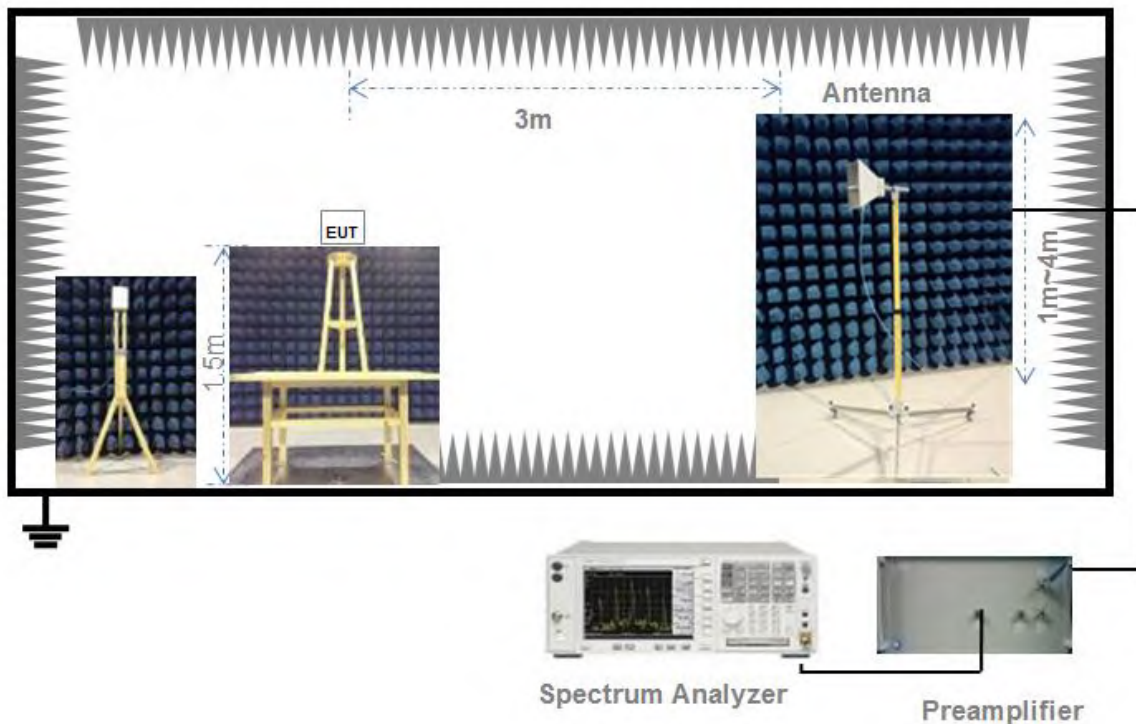 Antenna
3m
EUT
1.5m
1m~4m
Spectrum Analyzer
Preamplifier